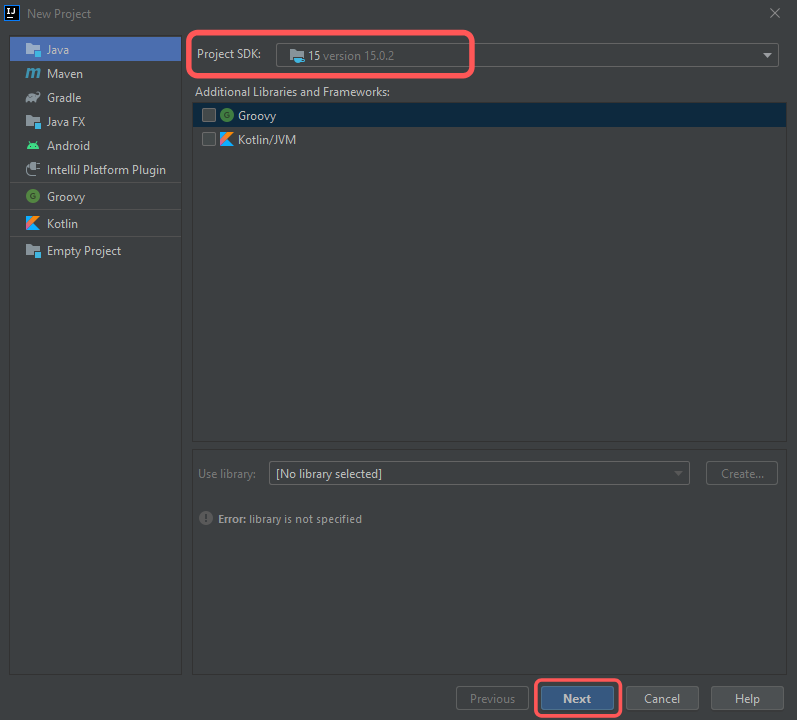 IJ
New Project
Java
Maven
Gradle
Java FX
Android
IntelliJ Platform Plugin
Groovy
Kotlin
Empty Project
Project SDK: 15 version 15.0.2
Additional Libraries and Frameworks:
G Groovy
Kotlin/JVM
Use library: [No library selected] Create...
Error: library is not specified
Previous Next Cancel Help